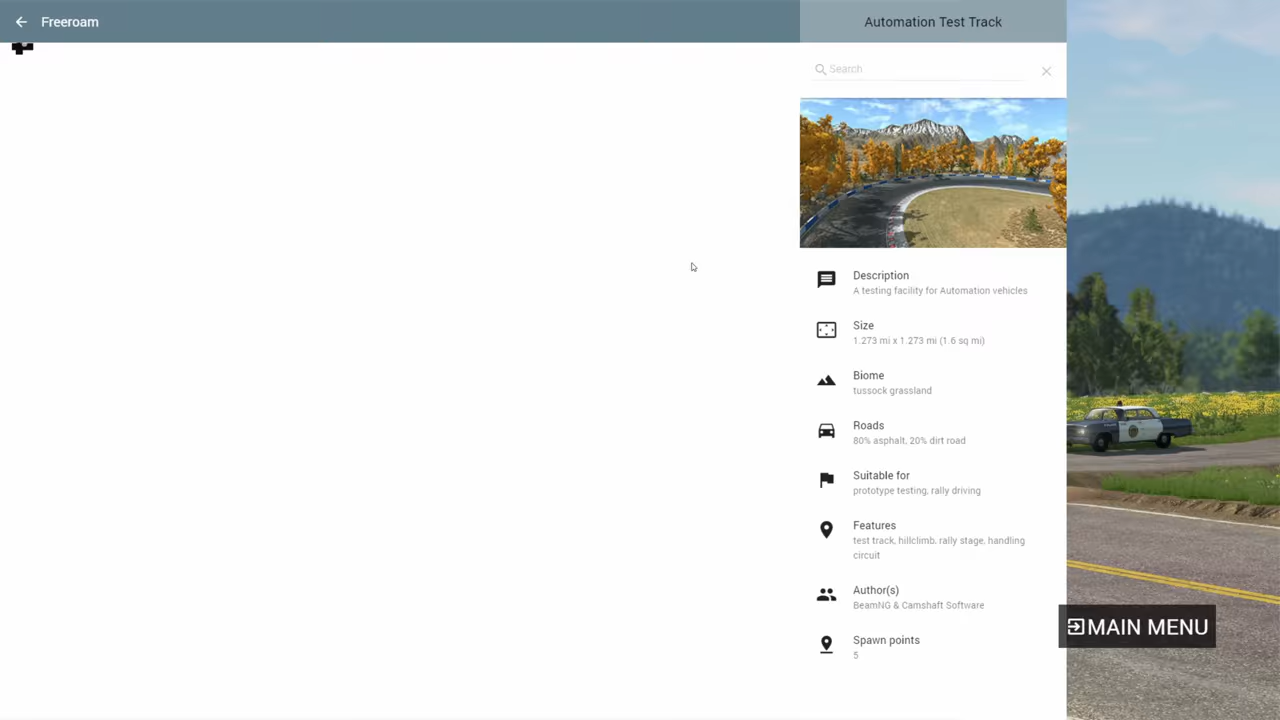 Freeroam
Automation Test Track
Search
Description
A testing facility for Automation vehicles
Size
1.273 mi x 1.273 mi (1.6 sq mi)
Biome
tussock grassland
Roads
80% asphalt, 20% dirt road
Suitable for
prototype testing, rally driving
Features
test track, hillclimb, rally stage, handling
circuit
Author(s)
BeamNG & Camshaft Software
Spawn points
5
MAIN MENU